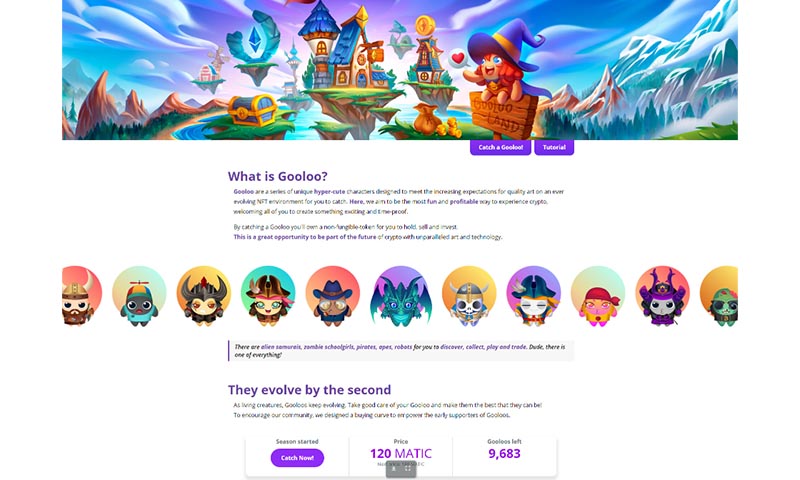 GOOLOO
LAND
Catch a Gooloo!
Tutorial
What is Gooloo?
Gooloo are a series of unique hyper-cute characters designed to meet the increasing expectations for quality art on an ever
evolving NFT environment for you to catch. Here, we aim to be the most fun and profitable way to experience crypto,
welcoming all of you to create something exciting and time-proof.
By catching a Gooloo you'll own a non-fungible-token for you to hold, sell and invest.
This is a great opportunity to be part of the future of crypto with unparalleled art and technology.
There are alien samurais, zombie schoolgirls, pirates, apes, robots for you to discover, collect, play and trade. Dude, there is
one of everything!
They evolve by the second
As living creatures, Gooloos keep evolving. Take good care of your Gooloo and make them the best that they can be!
To encourage our community, we designed a buying curve to empower the early supporters of Gooloos.
Season started
Catch Now!
Price
120 MATIC
Gooloos left
9,683